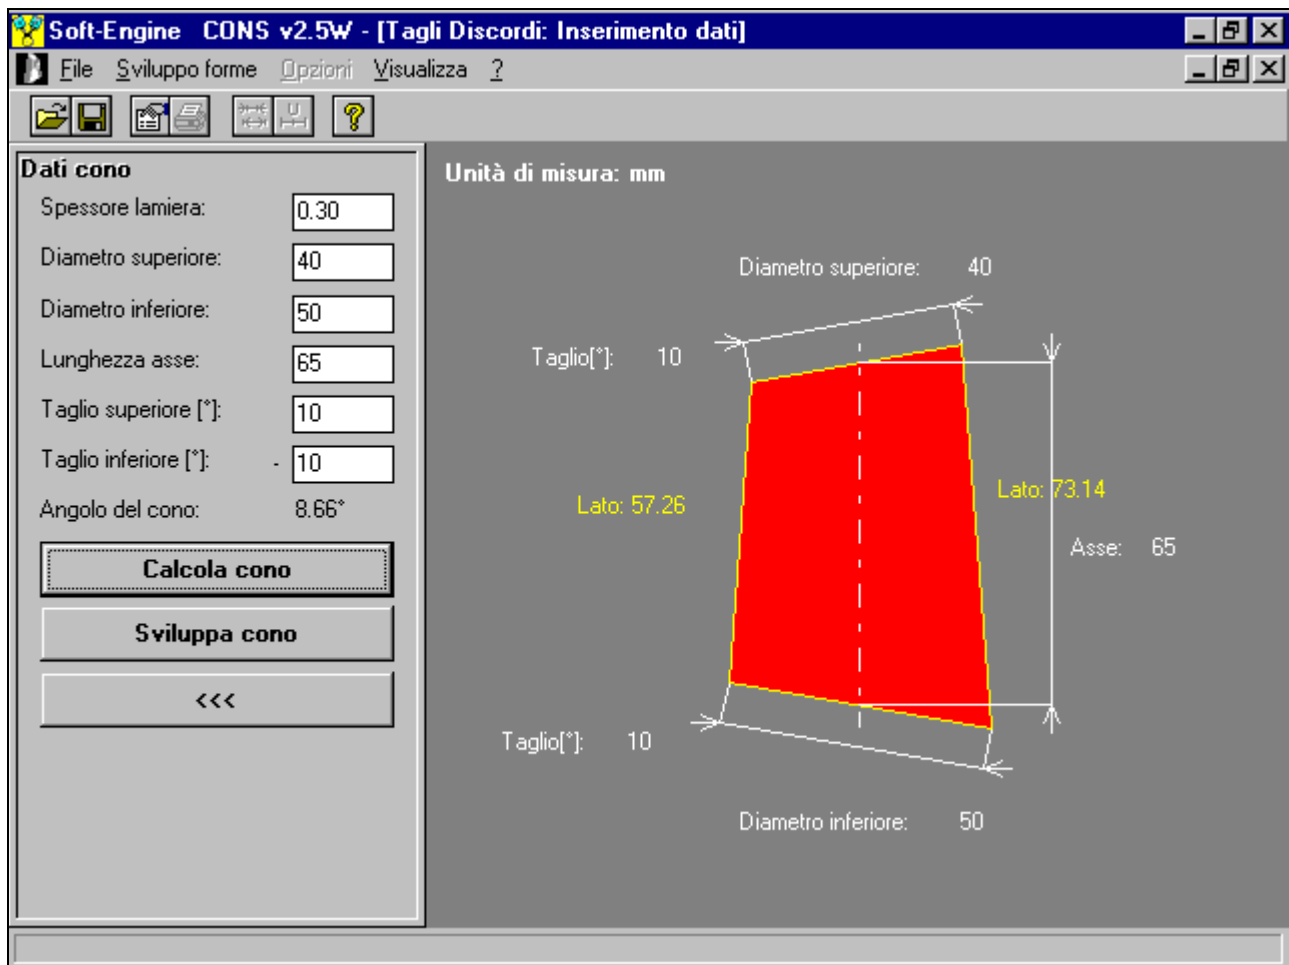 Soft-Engine CONS v2.5W - [Tagli Discordi: Inserimento dati]
File Sviluppo forme Opzioni Visualizza ?
Dati cono
Spessore lamiera: 0.30
Diametro superiore: 40
Diametro inferiore: 50
Lunghezza asse: 65
Taglio superiore [°]: 10
Taglio inferiore [°]: - 10
Angolo del cono: 8.66°
Calcola cono
Sviluppa cono
<<<
Unità di misura: mm
Diametro superiore: 40
Taglio[°]: 10
Lato: 57.26
Lato: 73.14
Asse: 65
Taglio[°]: 10
Diametro inferiore: 50